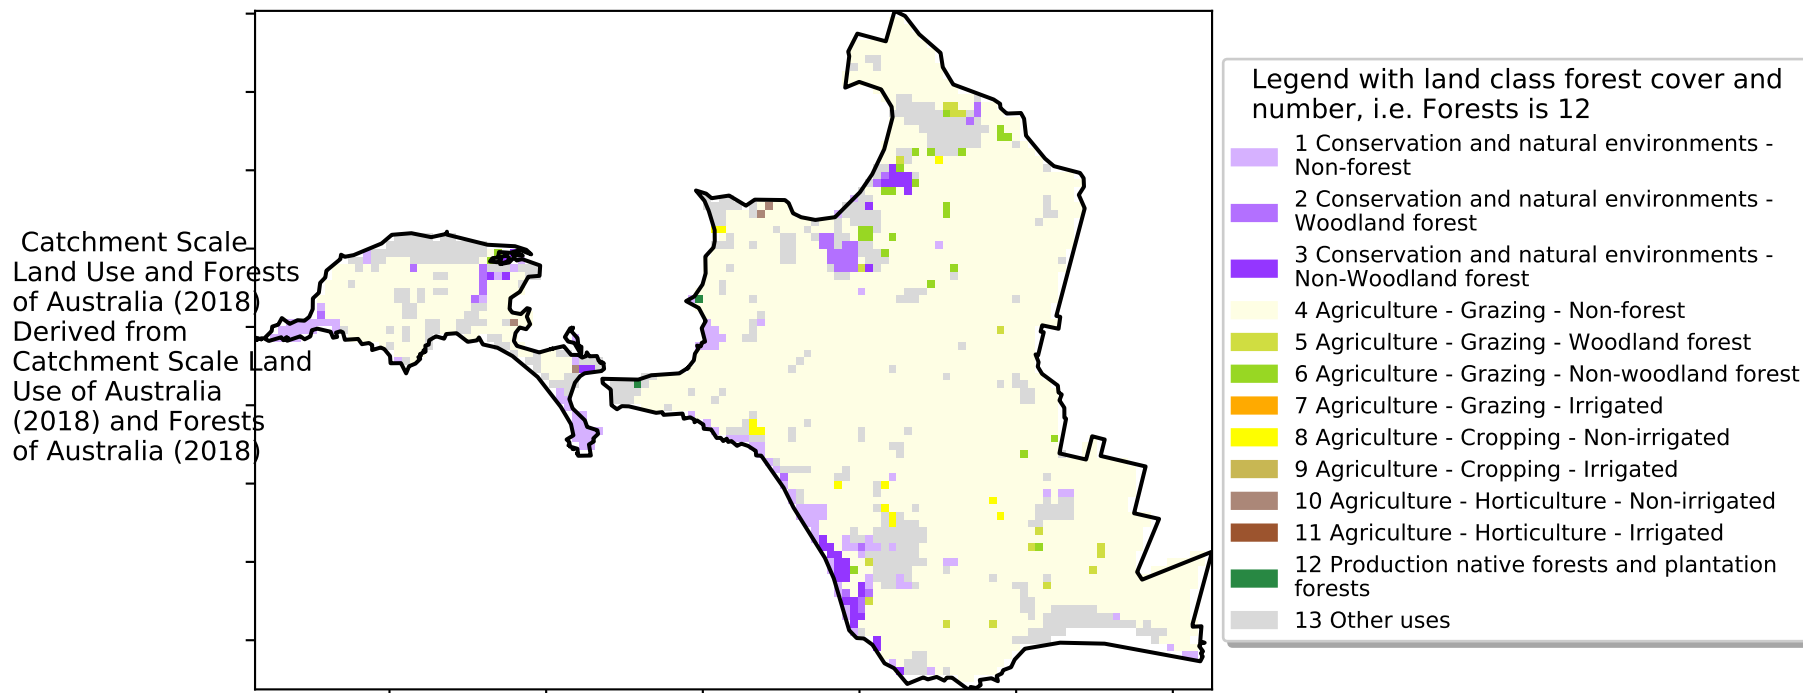 Catchment Scale
Land Use and Forests
of Australia (2018)
Derived from
Catchment Scale Land
Use of Australia
(2018) and Forests
of Australia (2018)
Legend with land class forest cover and
number, i.e. Forests is 12
1 Conservation and natural environments -
Non-forest
2 Conservation and natural environments -
Woodland forest
3 Conservation and natural environments -
Non-Woodland forest
4 Agriculture - Grazing - Non-forest
5 Agriculture - Grazing - Woodland forest
6 Agriculture - Grazing - Non-woodland forest
7 Agriculture - Grazing - Irrigated
8 Agriculture - Cropping - Non-irrigated
9 Agriculture - Cropping - Irrigated
10 Agriculture - Horticulture - Non-irrigated
11 Agriculture - Horticulture - Irrigated
12 Production native forests and plantation
forests
13 Other uses